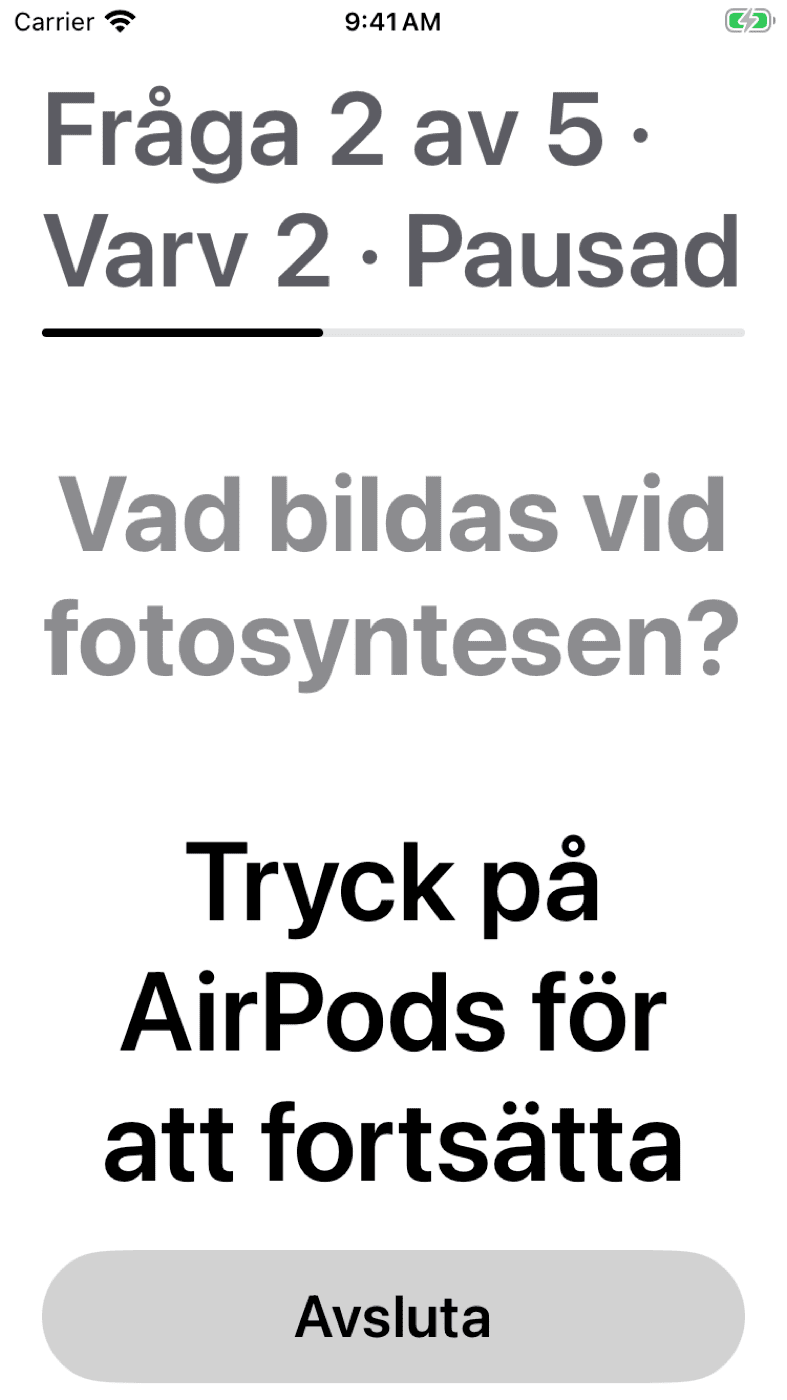 Carrier 9:41 AM
Fråga 2 av 5 ·
Varv 2 · Pausad
Vad bildas vid
fotosyntesen?
Tryck på
AirPods för
att fortsätta
Avsluta